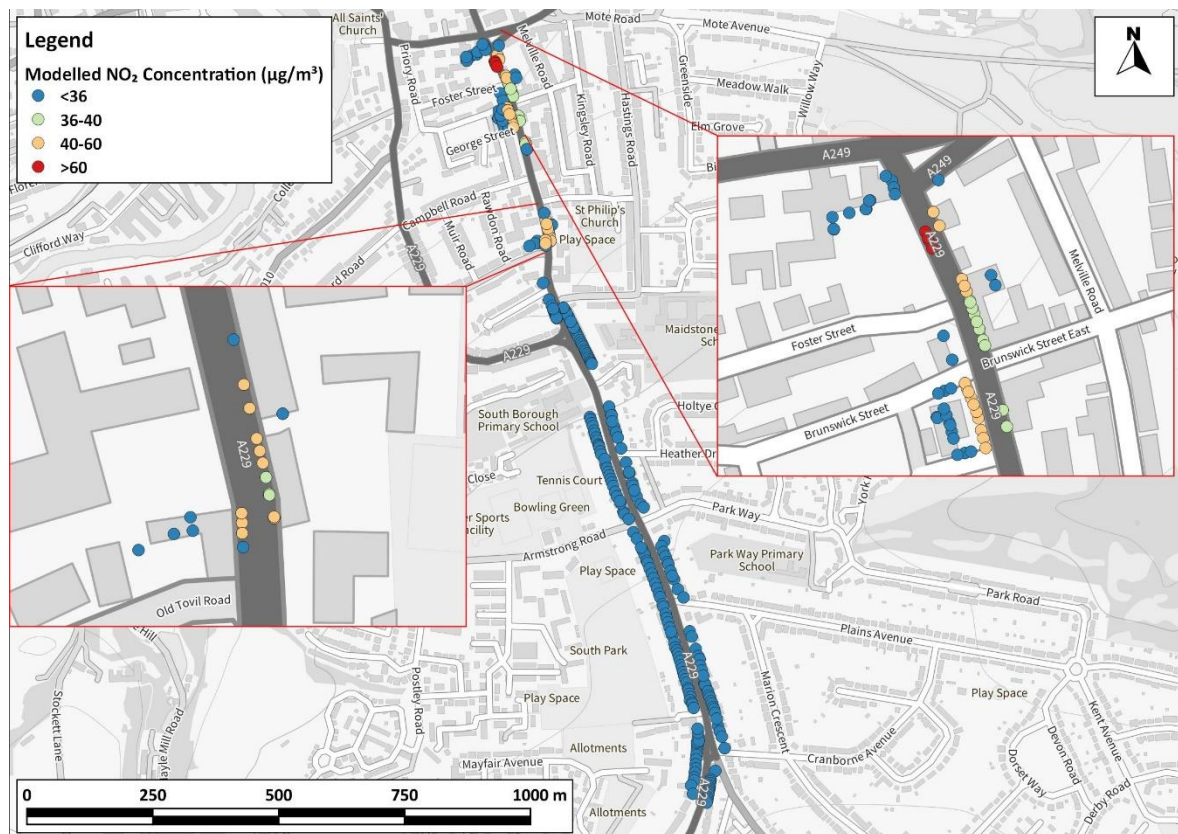 Legend
Modelled NO₂ Concentration (µg/m³)
<36
36-40
40-60
>60
N
All Saints'
Church
Mote Road
Mote Avenue
Melville Road
Priory Road
Greenside
Willow Way
Meadow Walk
Foster Street
Kingsley Road
Hastings Road
Elm Grove
George Street
Campbell Road
Rawdon Road
Muir Road
St Philip's
Church
Play Space
Clifford Way
A229
A249
A249
A229
Melville Road
Foster Street
Brunswick Street East
Brunswick Street
A229
A229
Old Tovil Road
A229
Maidstone
South Borough
Primary School
Close
Tennis Court
Bowling Green
Armstrong Road
Park Way
Park Way Primary
School
Play Space
Park Road
Plains Avenue
South Park
A229
Marion Crescent
Play Space
Play Space
Postley Road
Stockett Lane
Kent Avenue
Devon Road
Dorset Way
Derby Road
Cranborne Avenue
Allotments
Mayfair Avenue
A229
Allotments
0
250
500
750
1000 m